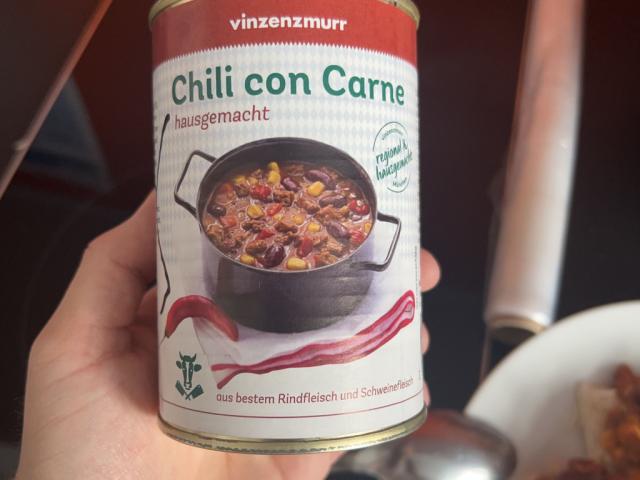 vinzenzmurr
Chili con Carne
hausgemacht
regional &
hausgemacht
aus bestem Rindfleisch und Schweinefleisch